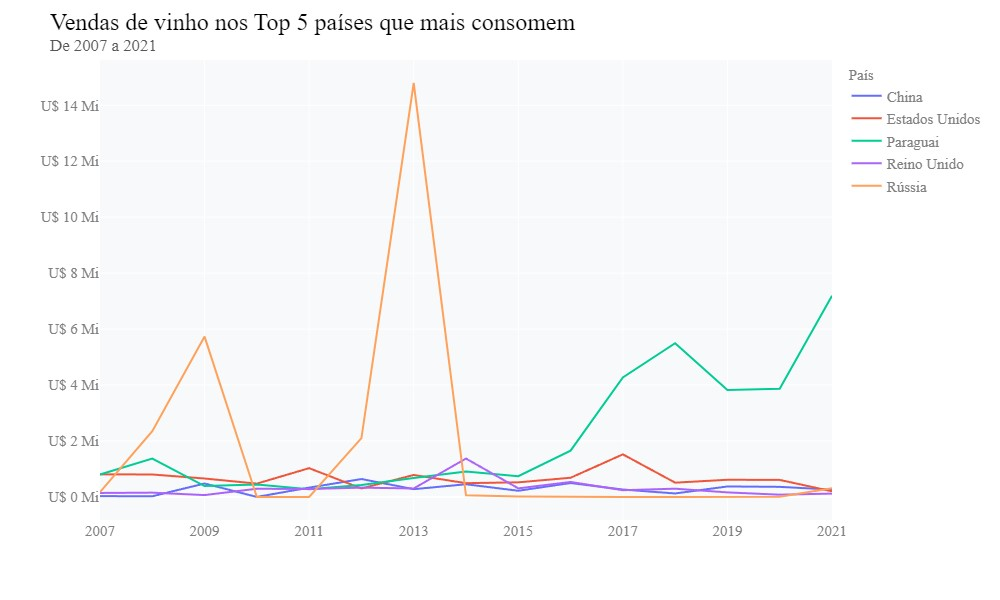 Vendas de vinho nos Top 5 países que mais consomem
De 2007 a 2021
País
China
Estados Unidos
Paraguai
Reino Unido
Rússia
U$ 14 Mi
U$ 12 Mi
U$ 10 Mi
U$ 8 Mi
U$ 6 Mi
U$ 4 Mi
U$ 2 Mi
U$ 0 Mi
2007 2009 2011 2013 2015 2017 2019 2021